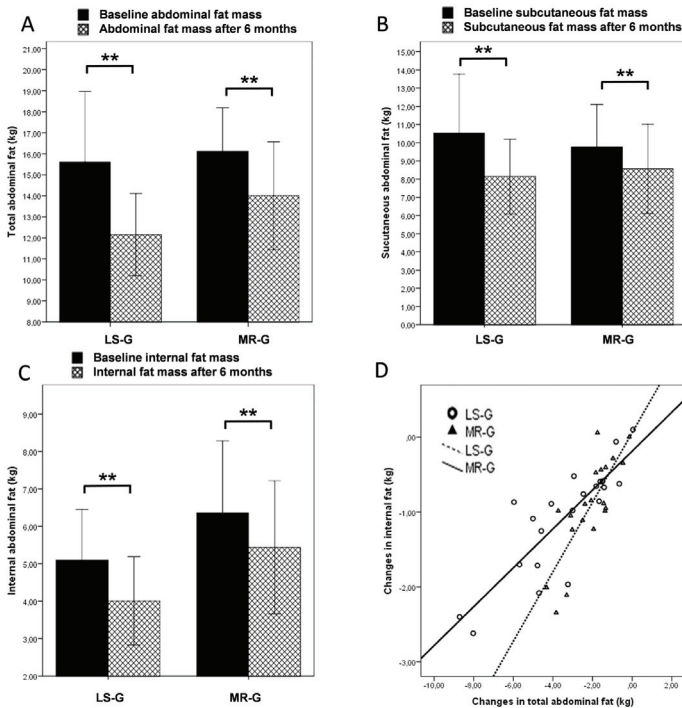 A
Baseline abdominal fat mass
Abdominal fat mass after 6 months
Total abdominal fat (kg)
21,00
20,00
19,00
18,00
17,00
16,00
15,00
14,00
13,00
12,00
11,00
10,00
9,00
8,00
**
**
LS-G
MR-G
B
Baseline subcutaneous fat mass
Subcutaneous fat mass after 6 months
Sucutaneous abdominal fat (kg)
15,00
14,00
13,00
12,00
11,00
10,00
9,00
8,00
7,00
6,00
5,00
4,00
3,00
2,00
1,00
0,00
**
**
LS-G
MR-G
C
Baseline internal fat mass
Internal fat mass after 6 months
Internal abdominal fat (kg)
9,00
8,00
7,00
6,00
5,00
4,00
3,00
2,00
**
**
LS-G
MR-G
D
LS-G
MR-G
LS-G
MR-G
Changes in internal fat (kg)
,00
-1,00
-2,00
-3,00
-10,00 -8,00 -6,00 -4,00 -2,00 ,00 2,00
Changes in total abdominal fat (kg)